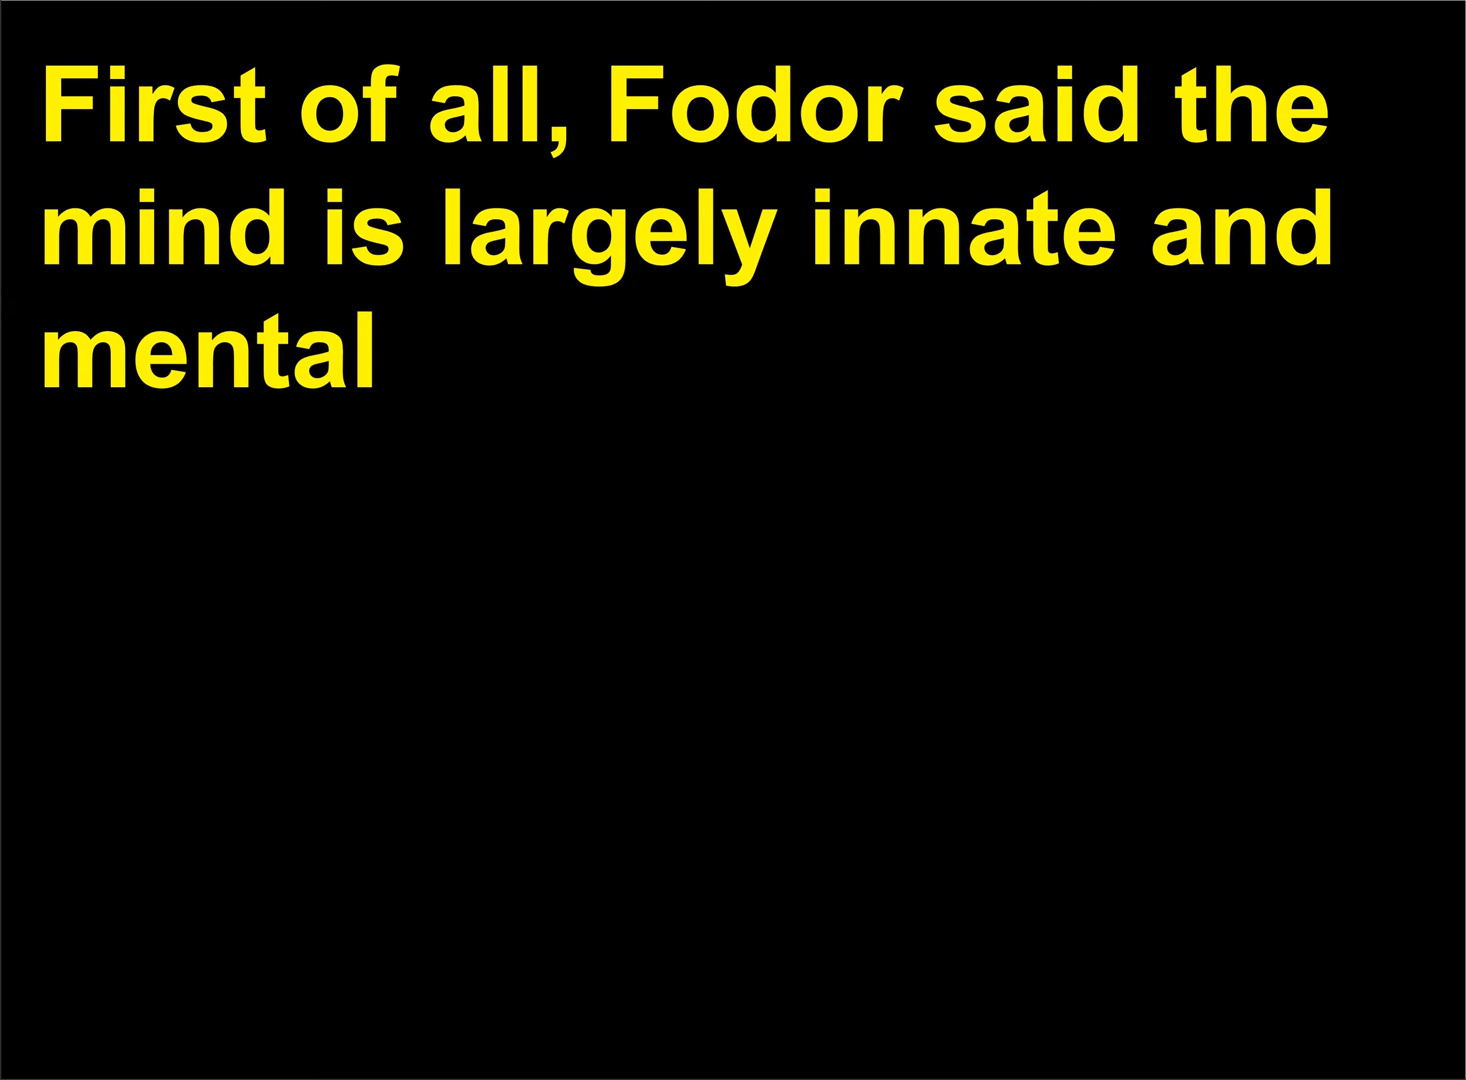 First of all, Fodor said the
mind is largely innate and
mental